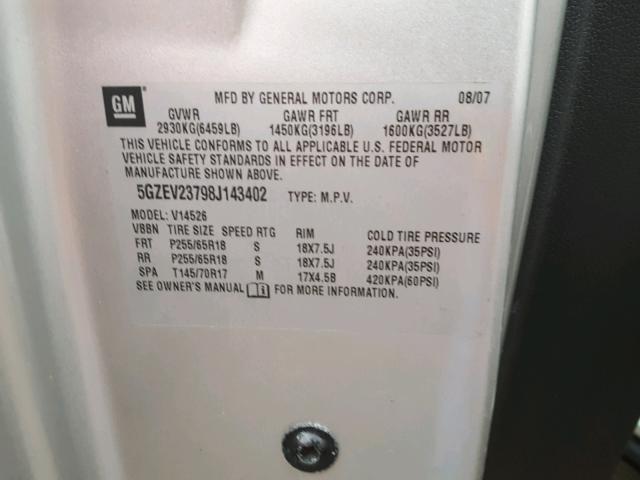 GM
MFD BY GENERAL MOTORS CORP. 08/07
GVWR GAWR FRT GAWR RR
2930KG(6459LB) 1450KG(3196LB) 1600KG(3527LB)
THIS VEHICLE CONFORMS TO ALL APPLICABLE U.S. FEDERAL MOTOR
VEHICLE SAFETY STANDARDS IN EFFECT ON THE DATE OF
MANUFACTURE SHOWN ABOVE.
5GZEV23798J143402 TYPE: M.P.V.
MODEL: V14526
VBBN TIRE SIZE SPEED RTG RIM COLD TIRE PRESSURE
FRT P255/65R18 S 18X7.5J 240KPA(35PSI)
RR P255/65R18 S 18X7.5J 240KPA(35PSI)
SPA T145/70R17 M 17X4.5B 420KPA(60PSI)
SEE OWNER'S MANUAL FOR MORE INFORMATION.